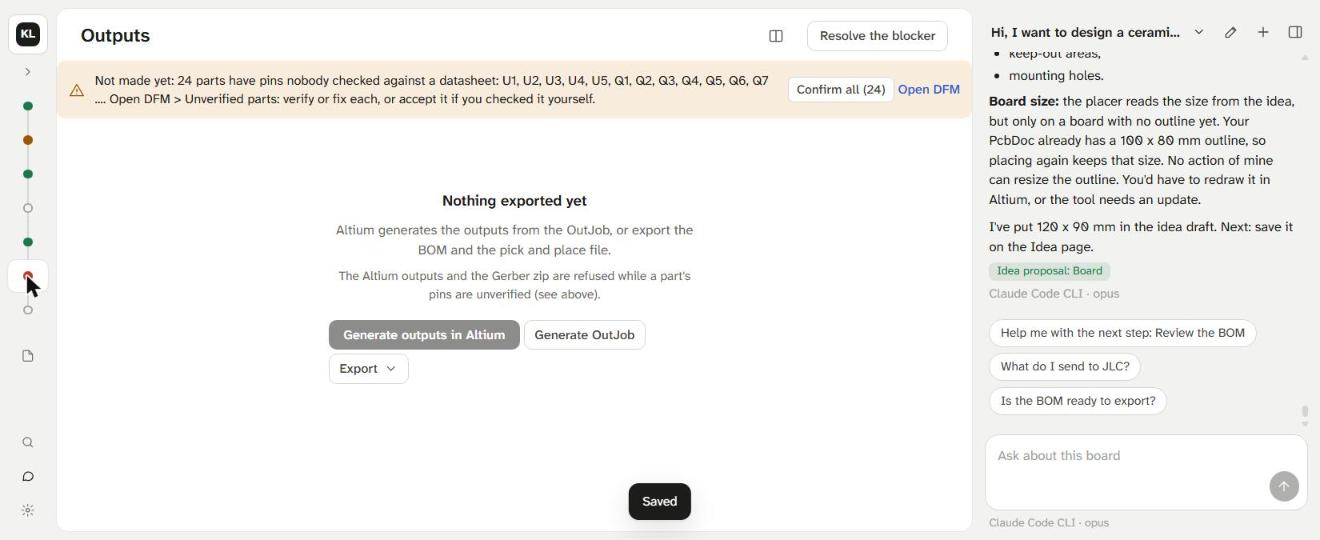 KL
Outputs
Resolve the blocker
Not made yet: 24 parts have pins nobody checked against a datasheet: U1, U2, U3, U4, U5, Q1, Q2, Q3, Q4, Q5, Q6, Q7
.... Open DFM > Unverified parts: verify or fix each, or accept it if you checked it yourself.
Confirm all (24)
Open DFM
Nothing exported yet
Altium generates the outputs from the OutJob, or export the
BOM and the pick and place file.
The Altium outputs and the Gerber zip are refused while a part's
pins are unverified (see above).
Generate outputs in Altium
Generate OutJob
Export
Saved
Hi, I want to design a cerami...
• keep-out areas,
• mounting holes.
Board size: the placer reads the size from the idea,
but only on a board with no outline yet. Your
PcbDoc already has a 100 x 80 mm outline, so
placing again keeps that size. No action of mine
can resize the outline. You'd have to redraw it in
Altium, or the tool needs an update.
I've put 120 x 90 mm in the idea draft. Next: save it
on the Idea page.
Idea proposal: Board
Claude Code CLI · opus
Help me with the next step: Review the BOM
What do I send to JLC?
Is the BOM ready to export?
Ask about this board
Claude Code CLI · opus